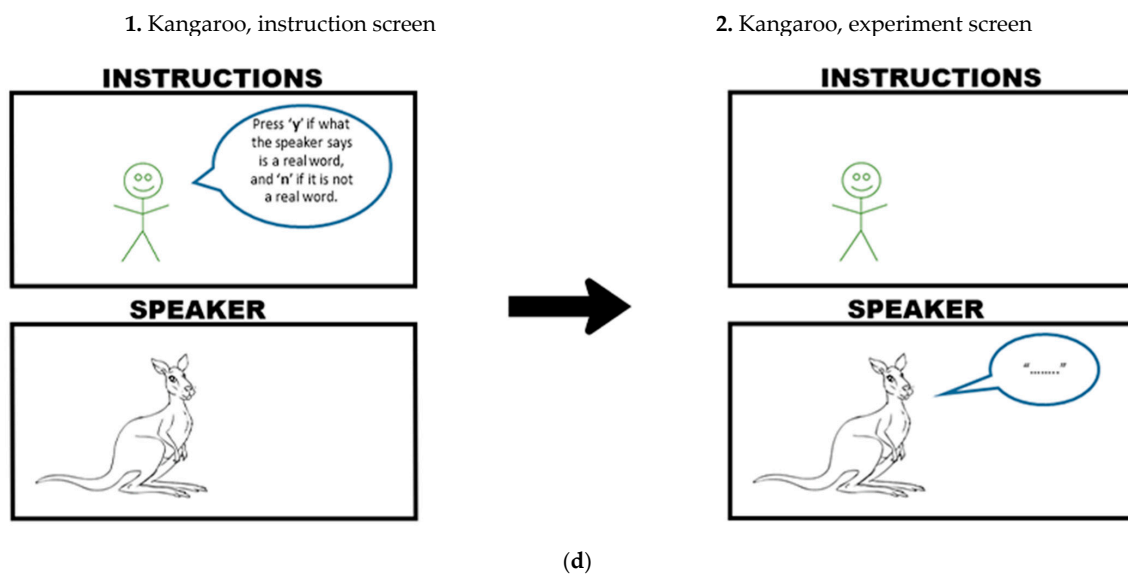 1. Kangaroo, instruction screen
2. Kangaroo, experiment screen
INSTRUCTIONS
Press ‘y’ if what
the speaker says
is a real word,
and ‘n’ if it is not
a real word.
SPEAKER
INSTRUCTIONS
SPEAKER
“........”
(d)